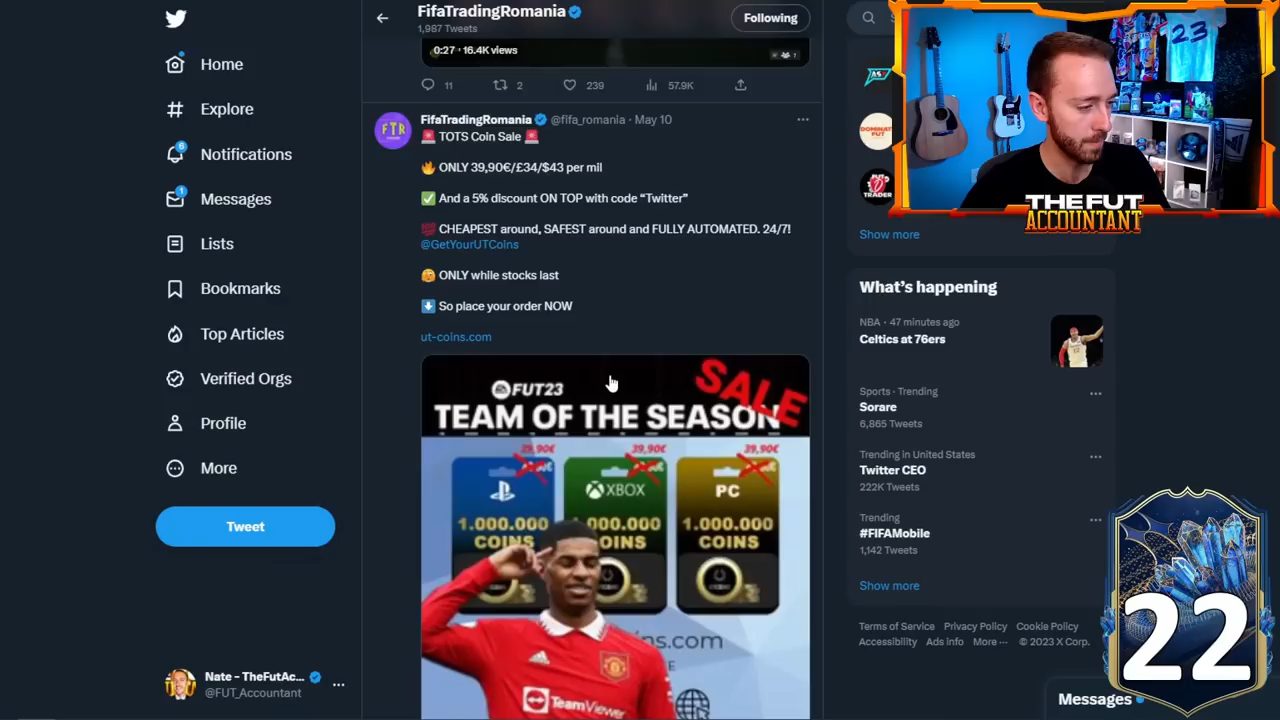 FifaTradingRomania
1,987 Tweets
Following
Home
Explore
6
Notifications
1
Messages
Lists
Bookmarks
Top Articles
Verified Orgs
Profile
More
Tweet
Nate - TheFutAc...
@FUT_Accountant
0:27 · 16.4K views
11
2
239
57.9K
FTR
FifaTradingRomania @fifa_romania · May 10
🚨 TOTS Coin Sale 🚨
🔥 ONLY 39,90€/£34/$43 per mil
✅ And a 5% discount ON TOP with code “Twitter”
💯 CHEAPEST around, SAFEST around and FULLY AUTOMATED. 24/7!
@GetYourUTCoins
🫣 ONLY while stocks last
⬇️ So place your order NOW
ut-coins.com
FUT23
SALE
TEAM OF THE SEASON
39,90€
39,90€
39,90€
XBOX
PC
1.000.000
COINS
1.000.000
COINS
1.000.000
COINS
TeamViewer
23
THE FUT
ACCOUNTANT
Show more
What’s happening
NBA · 47 minutes ago
Celtics at 76ers
Sports · Trending
Sorare
6,865 Tweets
Trending in United States
Twitter CEO
222K Tweets
Trending
#FIFAMobile
1,142 Tweets
Show more
Terms of Service Privacy Policy Cookie Policy
Accessibility Ads info More ··· © 2023 X Corp.
Messages
22